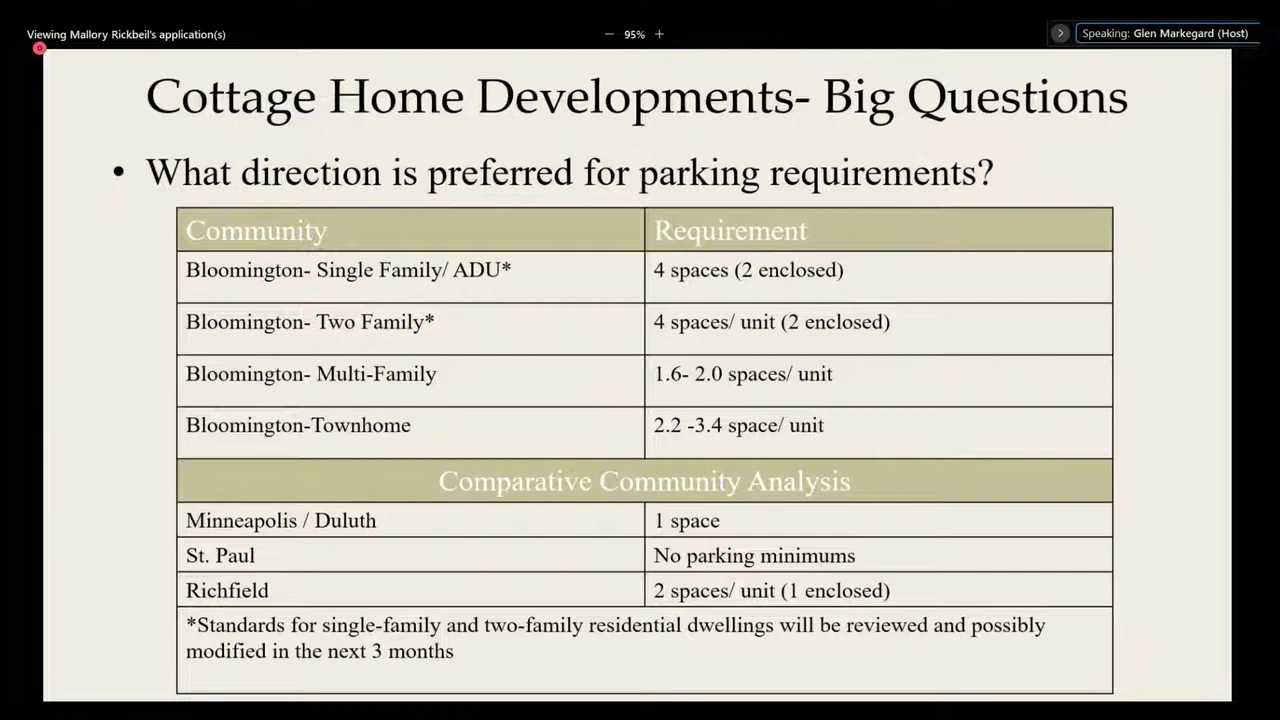 Viewing Mallory Rickbeil's application(s)
− 95% +
Speaking: Glen Markegard (Host)
Cottage Home Developments- Big Questions
• What direction is preferred for parking requirements?
Community Requirement
Bloomington- Single Family/ ADU* 4 spaces (2 enclosed)
Bloomington- Two Family* 4 spaces/ unit (2 enclosed)
Bloomington- Multi-Family 1.6- 2.0 spaces/ unit
Bloomington-Townhome 2.2 -3.4 space/ unit
Comparative Community Analysis
Minneapolis / Duluth 1 space
St. Paul No parking minimums
Richfield 2 spaces/ unit (1 enclosed)
*Standards for single-family and two-family residential dwellings will be reviewed and possibly
modified in the next 3 months